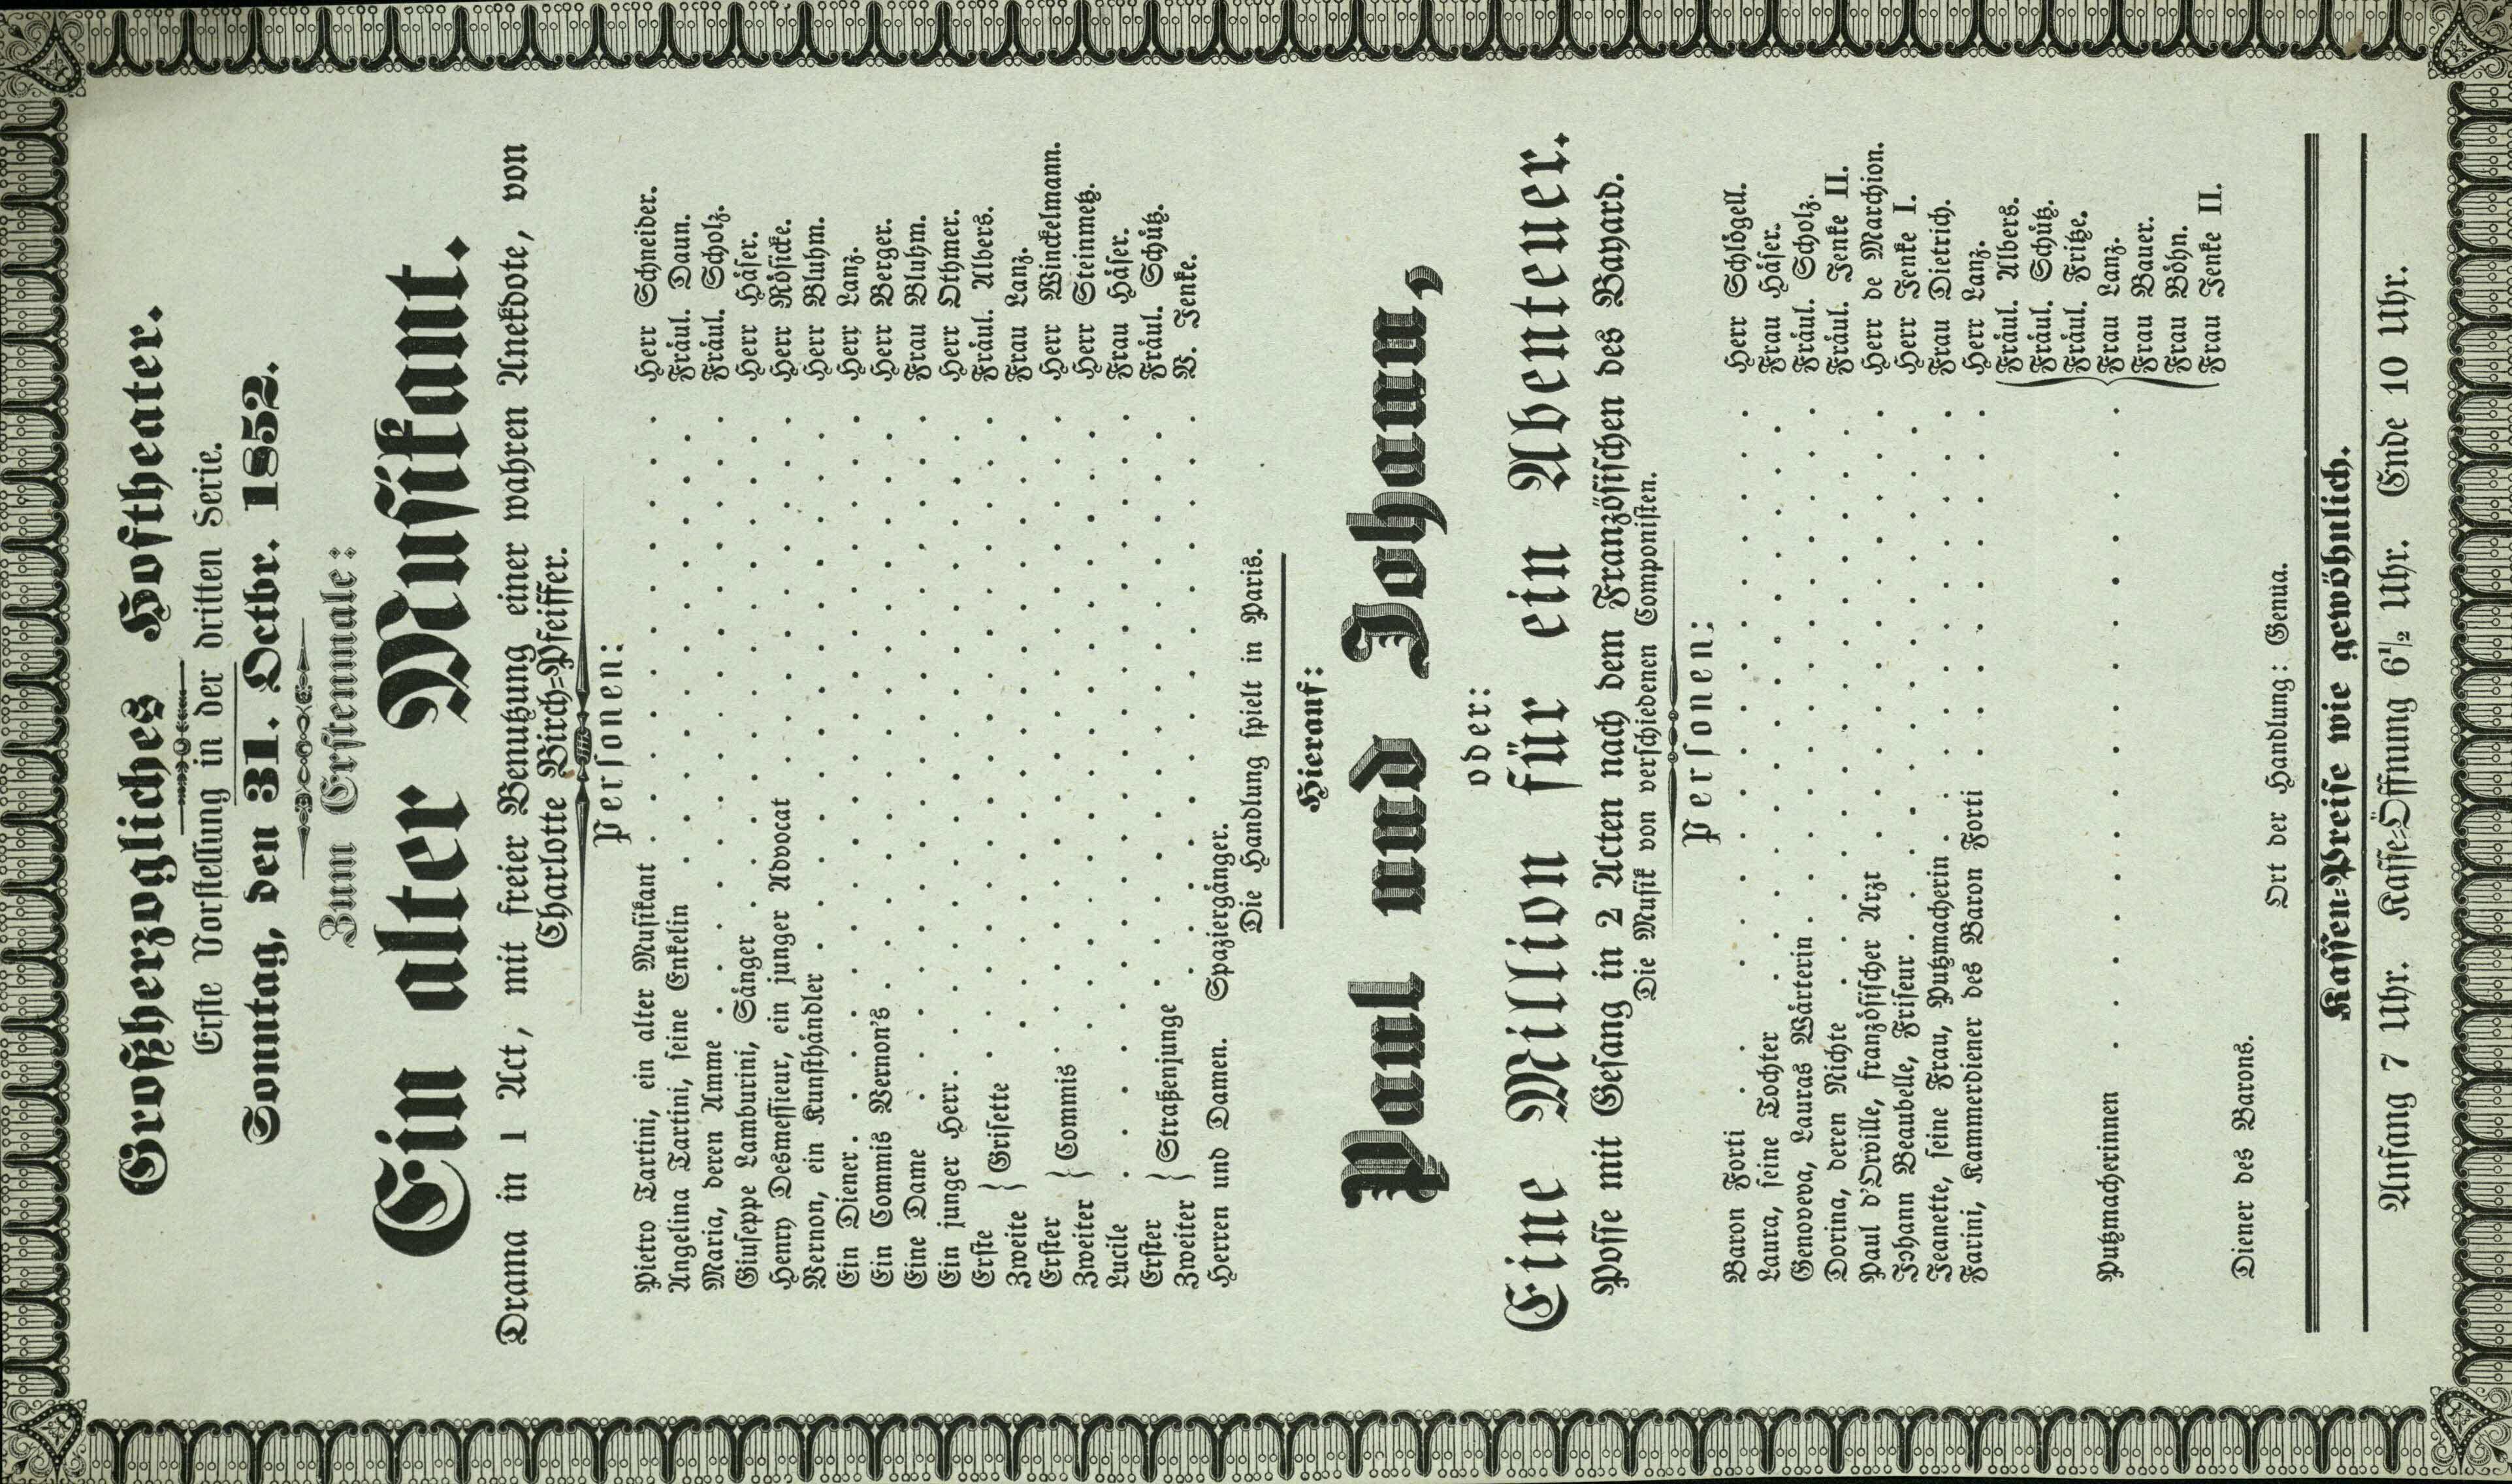 Großherzogliches Hoftheater.
Erste Vorstellung in der dritten Serie.
Sonntag, den 31. Octbr. 1852.
Zum Erstenmale:
Ein alter Musikant.
Drama in 1 Act, mit freier Benutzung einer wahren Anekdote, von
Charlotte Birch-Pfeiffer.
Personen:
Pietro Tartini, ein alter Musikant . . . . . . . . . . . Herr Schneider.
Angelina Tartini, seine Enkelin . . . . . . . . . . . Fräul. Daun.
Maria, deren Amme . . . . . . . . . . . Fräul. Scholz.
Giuseppe Lamburini, Sänger . . . . . . . . . . . Herr Häser.
Henry Desmessieur, ein junger Advocat . . . . . . . . . Herr Rösicke.
Vernon, ein Kunsthändler . . . . . . . . . . . Herr Bluhm.
Ein Diener . . . . . . . . . . . Herr Lanz.
Ein Commis Vernon's . . . . . . . . . . . Herr Berger.
Eine Dame . . . . . . . . . . . Frau Bluhm.
Ein junger Herr . . . . . . . . . . . Herr Othmer.
Erste } Grisette . . . . . . . . . . . Fräul. Albers.
Zweite . . . . . . . . . . . Frau Lanz.
Erster } Commis . . . . . . . . . . . Herr Winckelmann.
Zweiter . . . . . . . . . . . Herr Steinmetz.
Lucile . . . . . . . . . . . Frau Häser.
Erster } Straßenjunge . . . . . . . . . . . Fräul. Schütz.
Zweiter . . . . . . . . . . . W. Jenke.
Herren und Damen. Spaziergänger.
Die Handlung spielt in Paris.
Hierauf:
Paul und Johann,
oder:
Eine Million für ein Abenteuer.
Posse mit Gesang in 2 Acten nach dem Französischen des Bayard.
Die Musik von verschiedenen Componisten.
Personen:
Baron Forti . . . . . . . . . . . Herr Schlögell.
Laura, seine Tochter . . . . . . . . . . . Frau Häser.
Genoveva, Lauras Wärterin . . . . . . . . . . . Fräul. Scholz.
Dorina, deren Nichte . . . . . . . . . . . Fräul. Jenke II.
Paul d'Orville, französischer Arzt . . . . . . . . . . . Herr de Marchion.
Johann Beaubelle, Friseur . . . . . . . . . . . Herr Jenke I.
Jeanette, seine Frau, Putzmacherin . . . . . . . . . . . Frau Dietrich.
Farini, Kammerdiener des Baron Forti . . . . . . . . . Herr Lanz.
Fräul. Albers.
Fräul. Schütz.
Fräul. Fritze.
Putzmacherinnen . . . . . . . . . . . Frau Lanz.
Frau Bauer.
Frau Böhn.
Frau Jenke II.
Diener des Barons.
Ort der Handlung: Genua.
Kassen-Preise wie gewöhnlich.
Anfang 7 Uhr. Kasse-Öffnung 6 1/2 Uhr. Ende 10 Uhr.